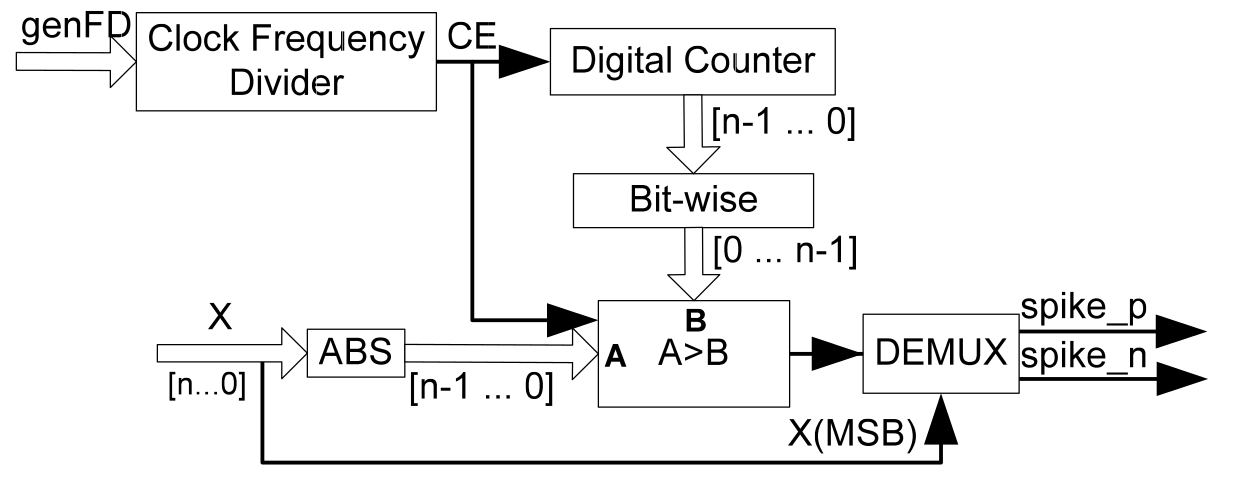 genFD
Clock Frequency
Divider
CE
Digital Counter
[n-1 ... 0]
Bit-wise
[0 ... n-1]
X
[n...0]
ABS
[n-1 ... 0]
B
A A>B
DEMUX
spike_p
spike_n
X(MSB)